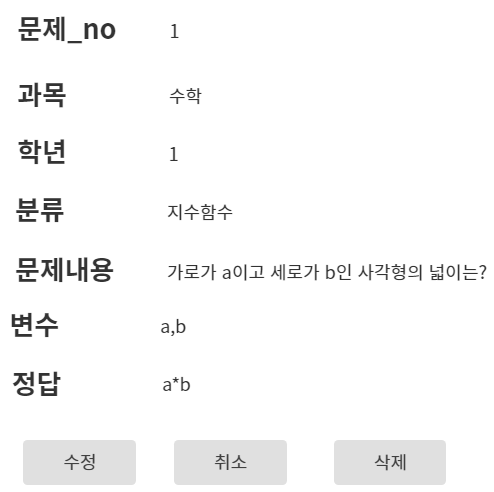 문제_no 1
과목 수학
학년 1
분류 지수함수
문제내용 가로가 a이고 세로가 b인 사각형의 넓이는?
변수 a,b
정답 a*b
수정 취소 삭제